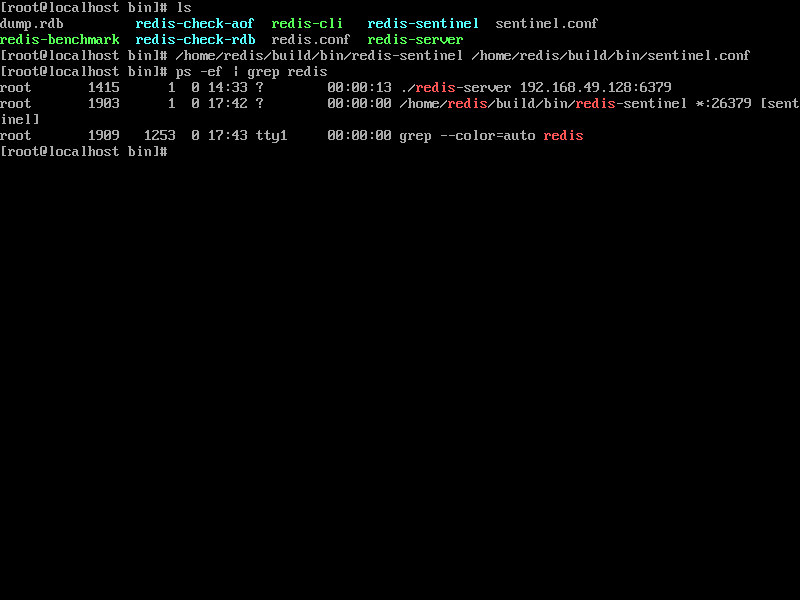 [root@localhost bin]# ls
dump.rdb         redis-check-aof  redis-cli   redis-sentinel  sentinel.conf
redis-benchmark  redis-check-rdb  redis.conf  redis-server
[root@localhost bin]# /home/redis/build/bin/redis-sentinel /home/redis/build/bin/sentinel.conf
[root@localhost bin]# ps -ef | grep redis
root       1415      1  0 14:33 ?        00:00:13 ./redis-server 192.168.49.128:6379
root       1903      1  0 17:42 ?        00:00:00 /home/redis/build/bin/redis-sentinel *:26379 [sent
inel]
root       1909   1253  0 17:43 tty1     00:00:00 grep --color=auto redis
[root@localhost bin]#